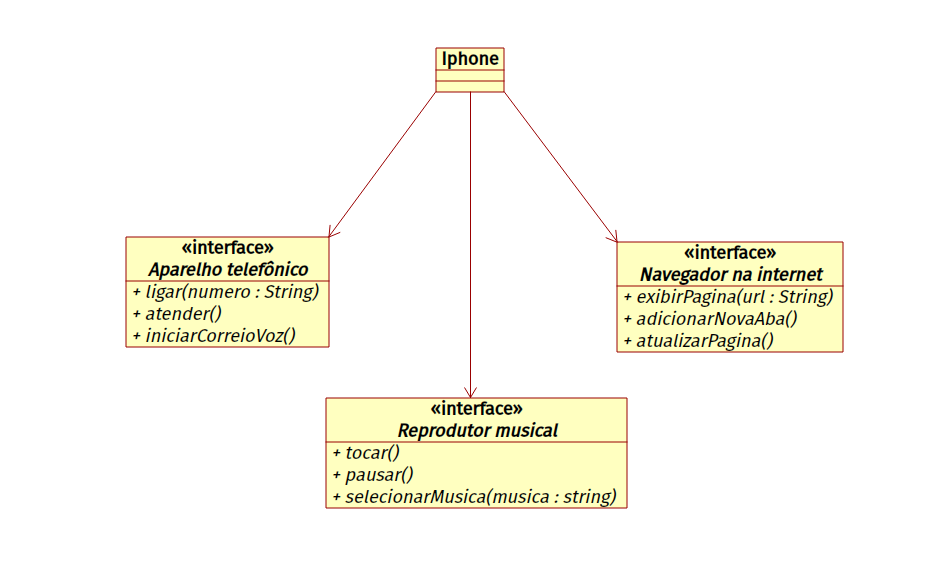 Iphone
«interface»
Aparelho telefônico
+ ligar(numero : String)
+ atender()
+ iniciarCorreioVoz()
«interface»
Navegador na internet
+ exibirPagina(url : String)
+ adicionarNovaAba()
+ atualizarPagina()
«interface»
Reprodutor musical
+ tocar()
+ pausar()
+ selecionarMusica(musica : string)